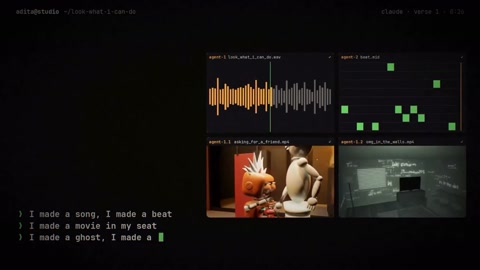 adita@studio ~/look-what-i-can-do
claude · verse 1 · 0:16
agent-1 look_what_i_can_do.wav
agent-2 beat.mid
agent-1.1 asking_for_a_friend.mp4
agent-1.2 eng_in_the_walls.mp4
❯ I made a song, I made a beat
❯ I made a movie in my seat
❯ I made a ghost, I made a